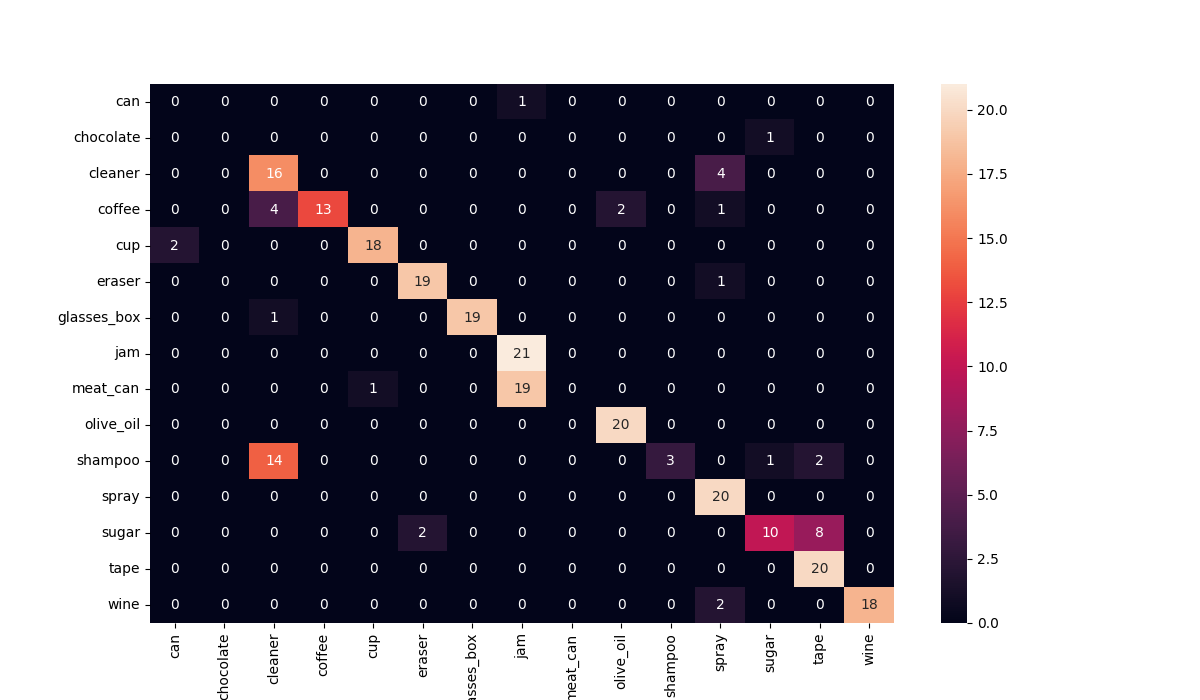 can 0 0 0 0 0 0 0 1 0 0 0 0 0 0 0
chocolate 0 0 0 0 0 0 0 0 0 0 0 0 1 0 0
cleaner 0 0 16 0 0 0 0 0 0 0 0 4 0 0 0
coffee 0 0 4 13 0 0 0 0 0 2 0 1 0 0 0
cup 2 0 0 0 18 0 0 0 0 0 0 0 0 0 0
eraser 0 0 0 0 0 19 0 0 0 0 0 1 0 0 0
glasses_box 0 0 1 0 0 0 19 0 0 0 0 0 0 0 0
jam 0 0 0 0 0 0 0 21 0 0 0 0 0 0 0
meat_can 0 0 0 0 1 0 0 19 0 0 0 0 0 0 0
olive_oil 0 0 0 0 0 0 0 0 0 20 0 0 0 0 0
shampoo 0 0 14 0 0 0 0 0 0 0 3 0 1 2 0
spray 0 0 0 0 0 0 0 0 0 0 0 20 0 0 0
sugar 0 0 0 0 0 2 0 0 0 0 0 0 10 8 0
tape 0 0 0 0 0 0 0 0 0 0 0 0 0 20 0
wine 0 0 0 0 0 0 0 0 0 0 0 2 0 0 18
can chocolate cleaner coffee cup eraser asses_box jam meat_can olive_oil shampoo spray sugar tape wine
20.0
17.5
15.0
12.5
10.0
7.5
5.0
2.5
0.0